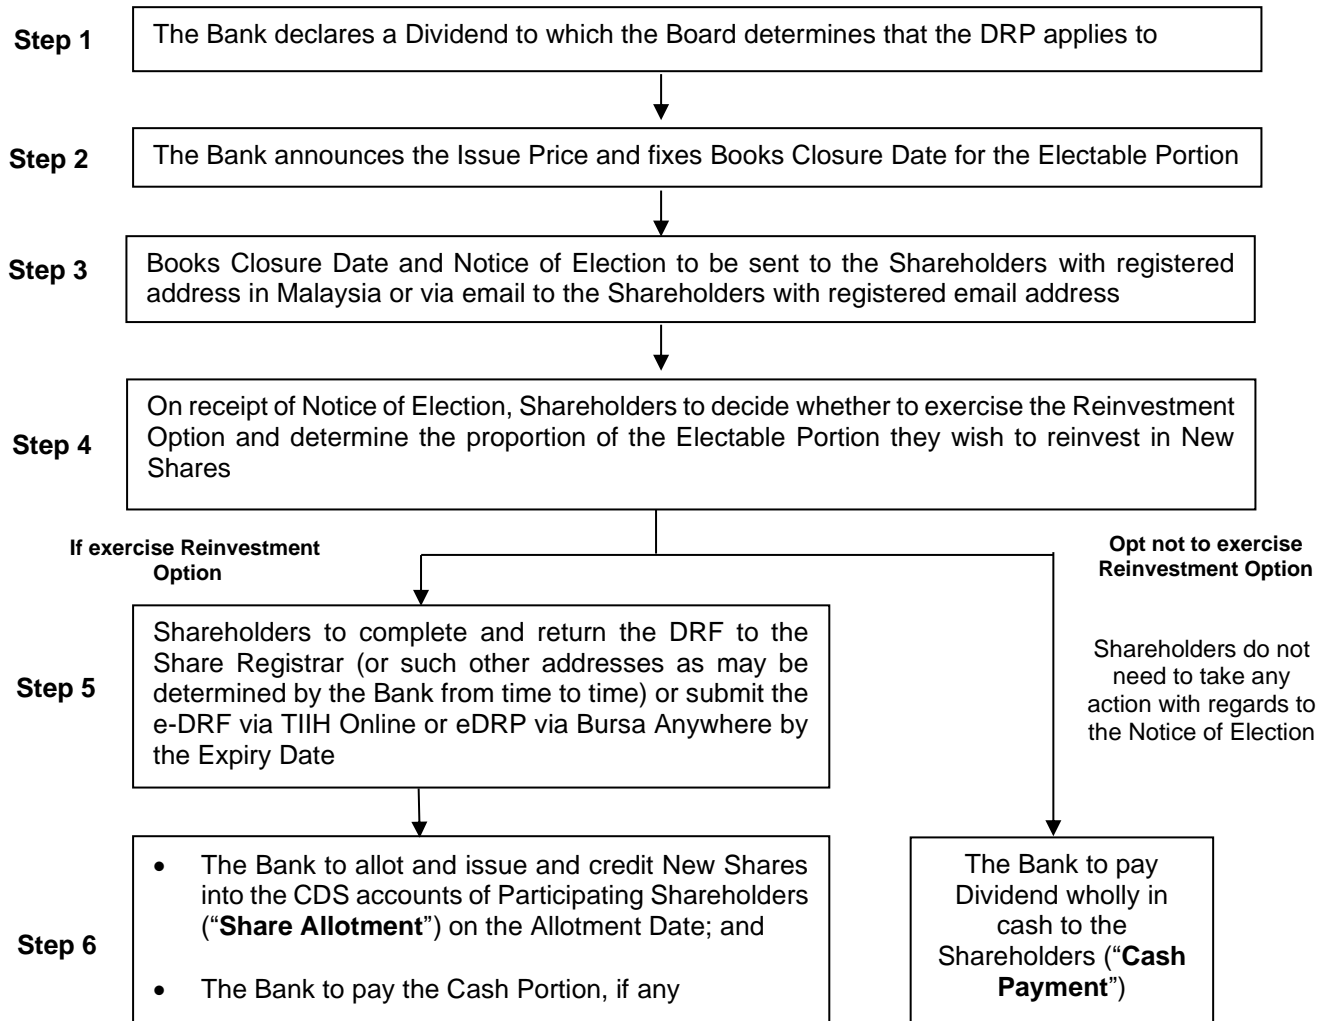 Step 1
The Bank declares a Dividend to which the Board determines that the DRP applies to
Step 2
The Bank announces the Issue Price and fixes Books Closure Date for the Electable Portion
Step 3
Books Closure Date and Notice of Election to be sent to the Shareholders with registered
address in Malaysia or via email to the Shareholders with registered email address
Step 4
On receipt of Notice of Election, Shareholders to decide whether to exercise the Reinvestment
Option and determine the proportion of the Electable Portion they wish to reinvest in New
Shares
If exercise Reinvestment
Option
Opt not to exercise
Reinvestment Option
Step 5
Shareholders to complete and return the DRF to the
Share Registrar (or such other addresses as may be
determined by the Bank from time to time) or submit the
e-DRF via TIIH Online or eDRP via Bursa Anywhere by
the Expiry Date
Shareholders do not
need to take any
action with regards to
the Notice of Election
Step 6
• The Bank to allot and issue and credit New Shares
into the CDS accounts of Participating Shareholders
(“Share Allotment”) on the Allotment Date; and
• The Bank to pay the Cash Portion, if any
The Bank to pay
Dividend wholly in
cash to the
Shareholders (“Cash
Payment”)